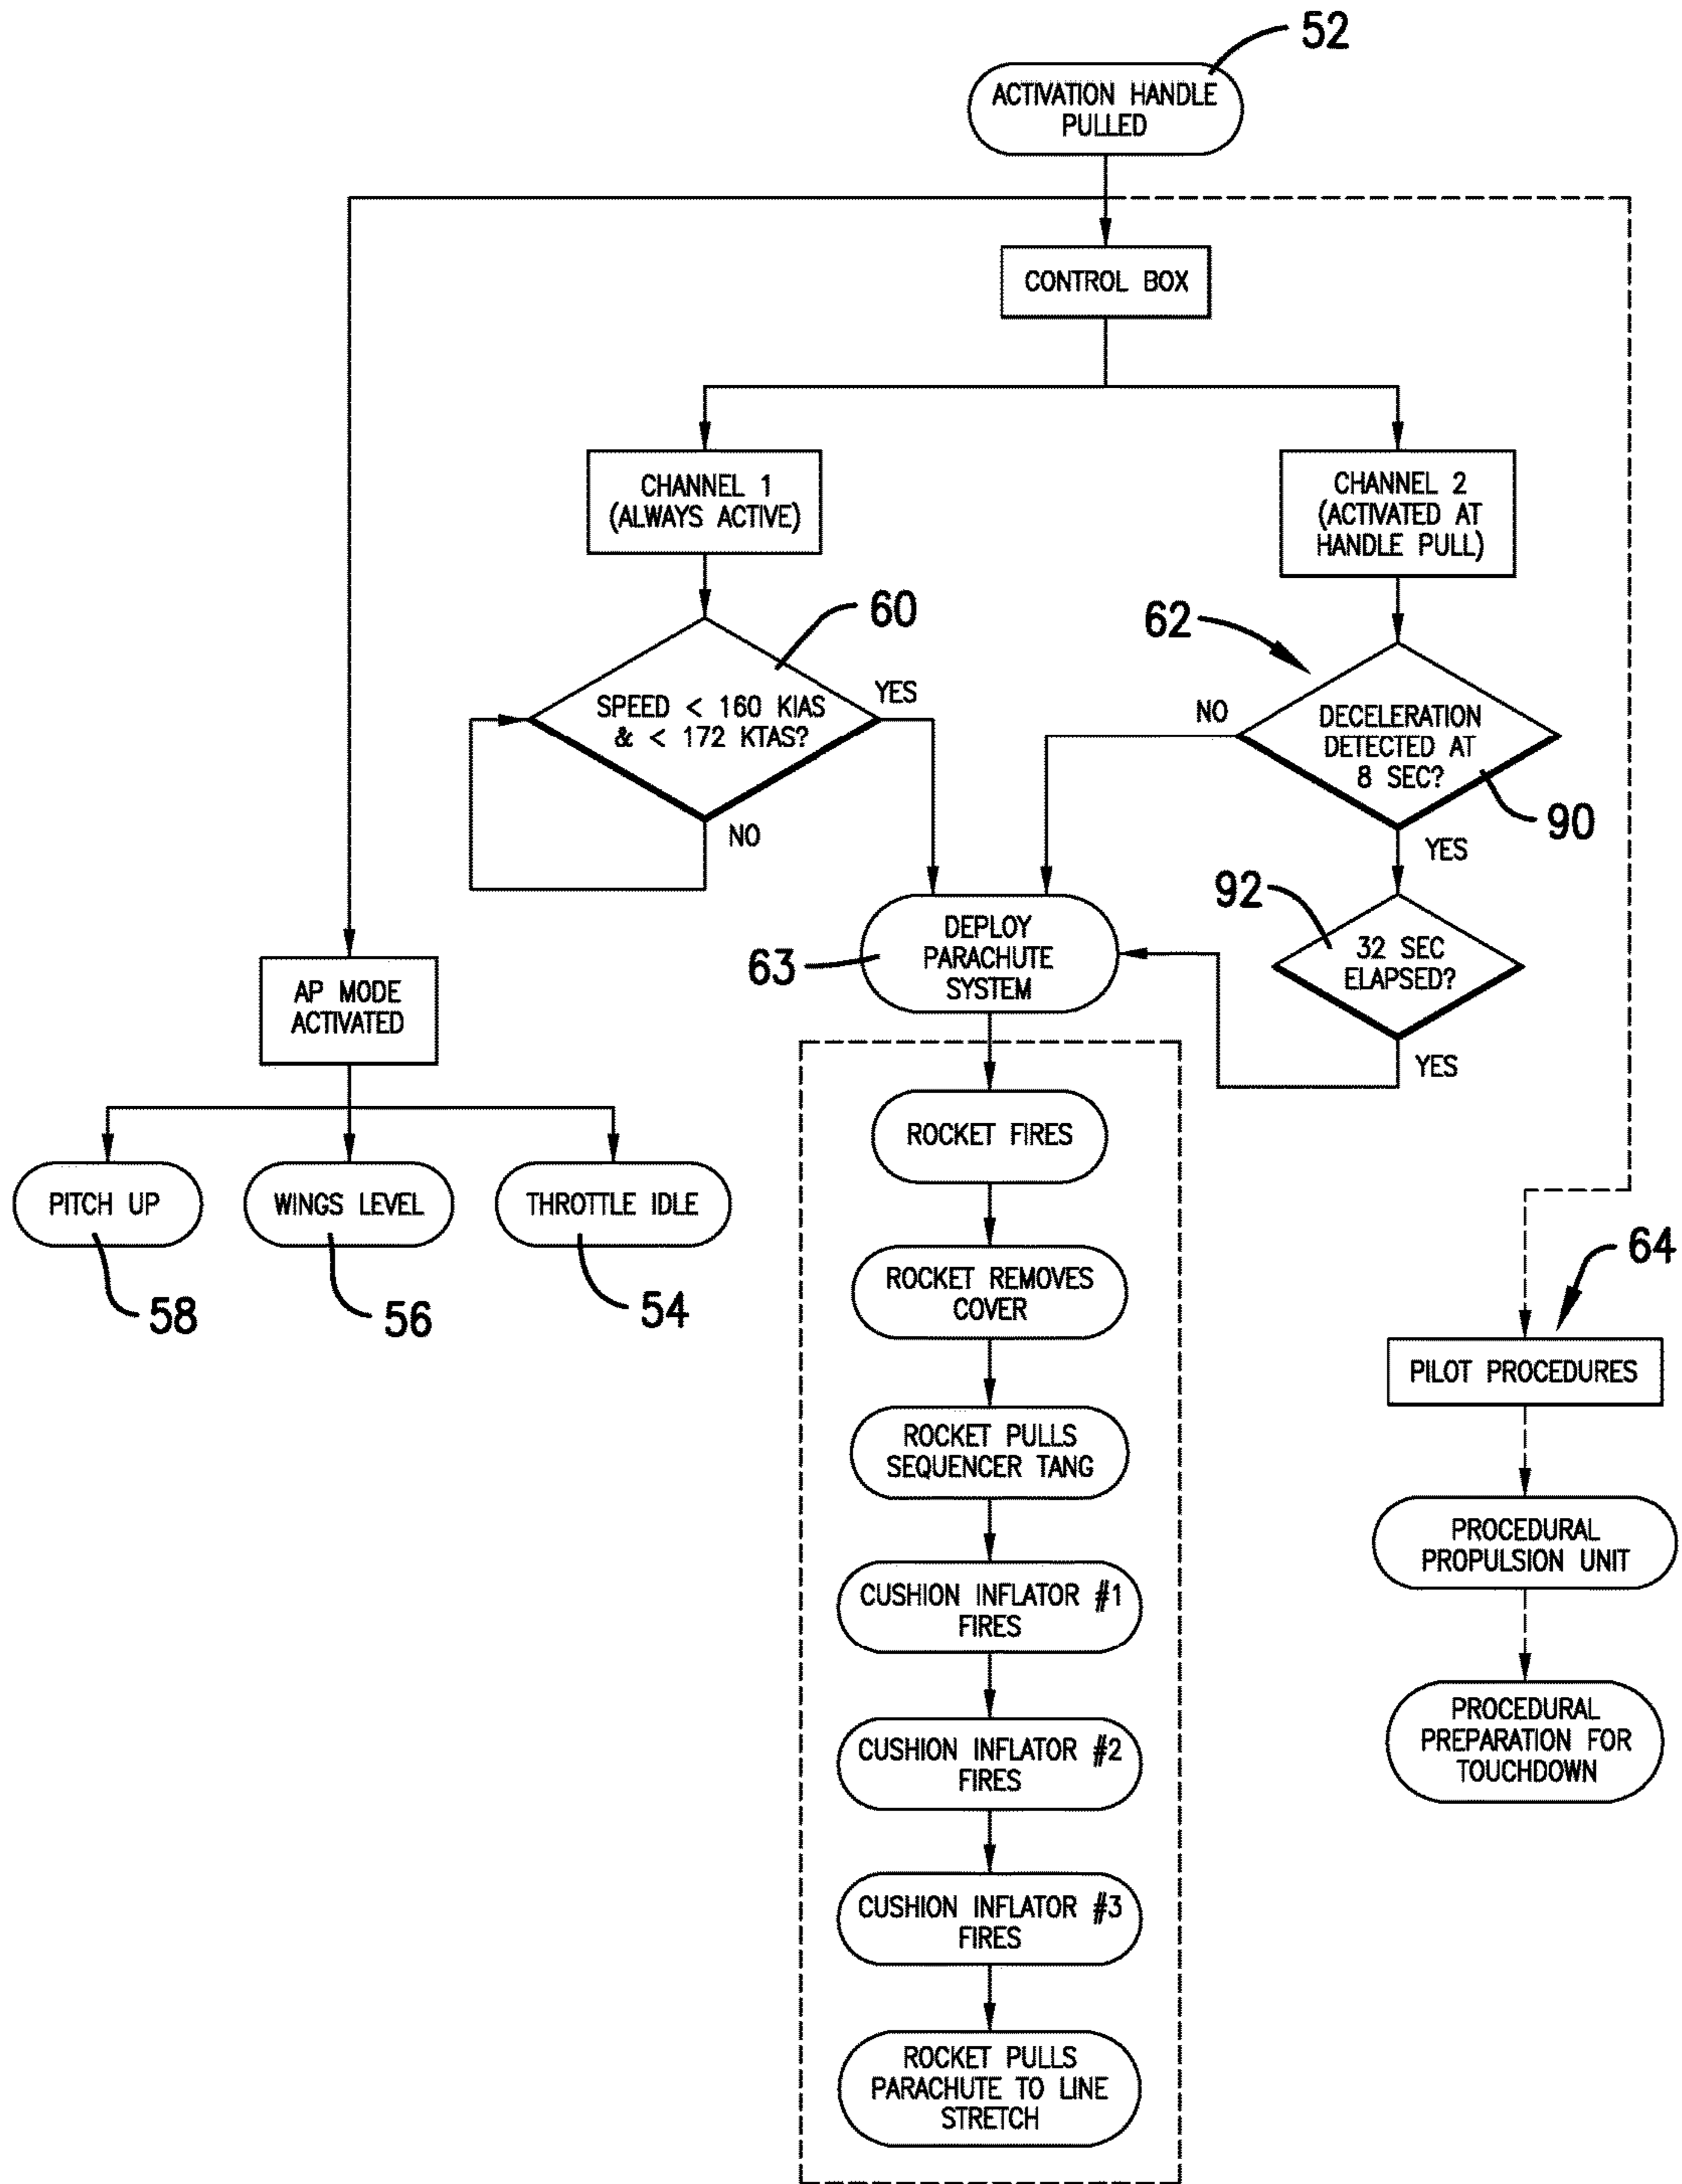 52
ACTIVATION HANDLE
PULLED
CONTROL BOX
CHANNEL 1
(ALWAYS ACTIVE)
CHANNEL 2
(ACTIVATED AT
HANDLE PULL)
60
62
SPEED < 160 KIAS
& < 172 KTAS?
YES
NO
NO
DECELERATION
DETECTED AT
8 SEC?
90
YES
92
32 SEC
ELAPSED?
YES
DEPLOY
PARACHUTE
SYSTEM
63
AP MODE
ACTIVATED
PITCH UP
58
WINGS LEVEL
56
THROTTLE IDLE
54
ROCKET FIRES
ROCKET REMOVES
COVER
ROCKET PULLS
SEQUENCER TANG
CUSHION INFLATOR #1
FIRES
CUSHION INFLATOR #2
FIRES
CUSHION INFLATOR #3
FIRES
ROCKET PULLS
PARACHUTE TO LINE
STRETCH
64
PILOT PROCEDURES
PROCEDURAL
PROPULSION UNIT
PROCEDURAL
PREPARATION FOR
TOUCHDOWN